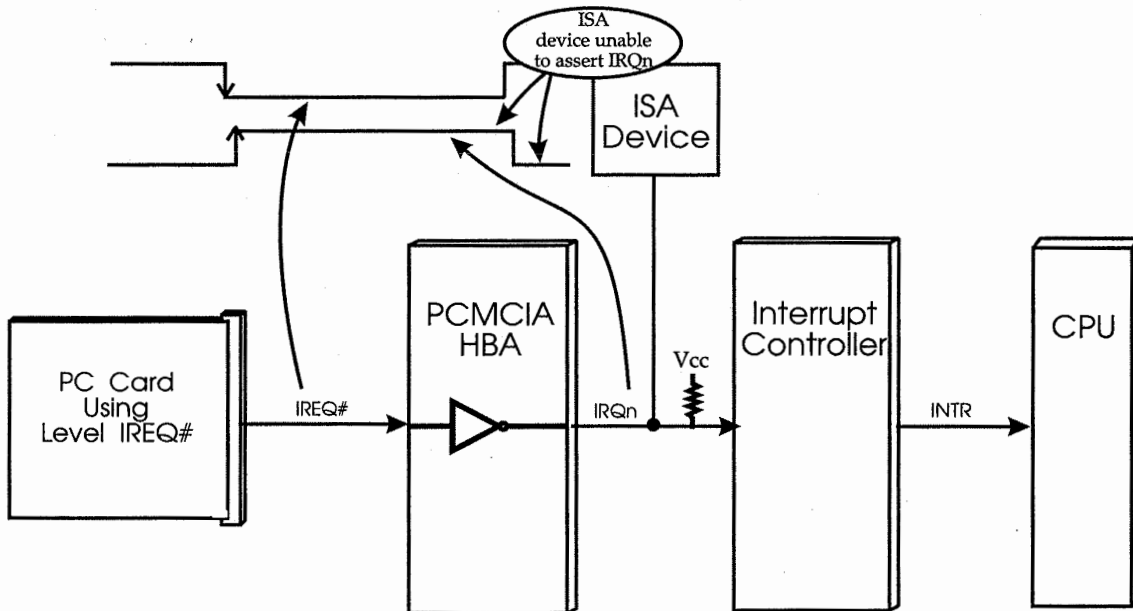 ISA
device unable
to assert IRQn
ISA
Device
PC Card
Using
Level IREQ#
IREQ#
PCMCIA
HBA
IRQn
Vcc
Interrupt
Controller
INTR
CPU